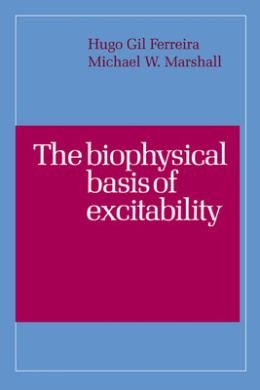 Hugo Gil Ferreira
Michael W. Marshall
The biophysical
basis of
excitability